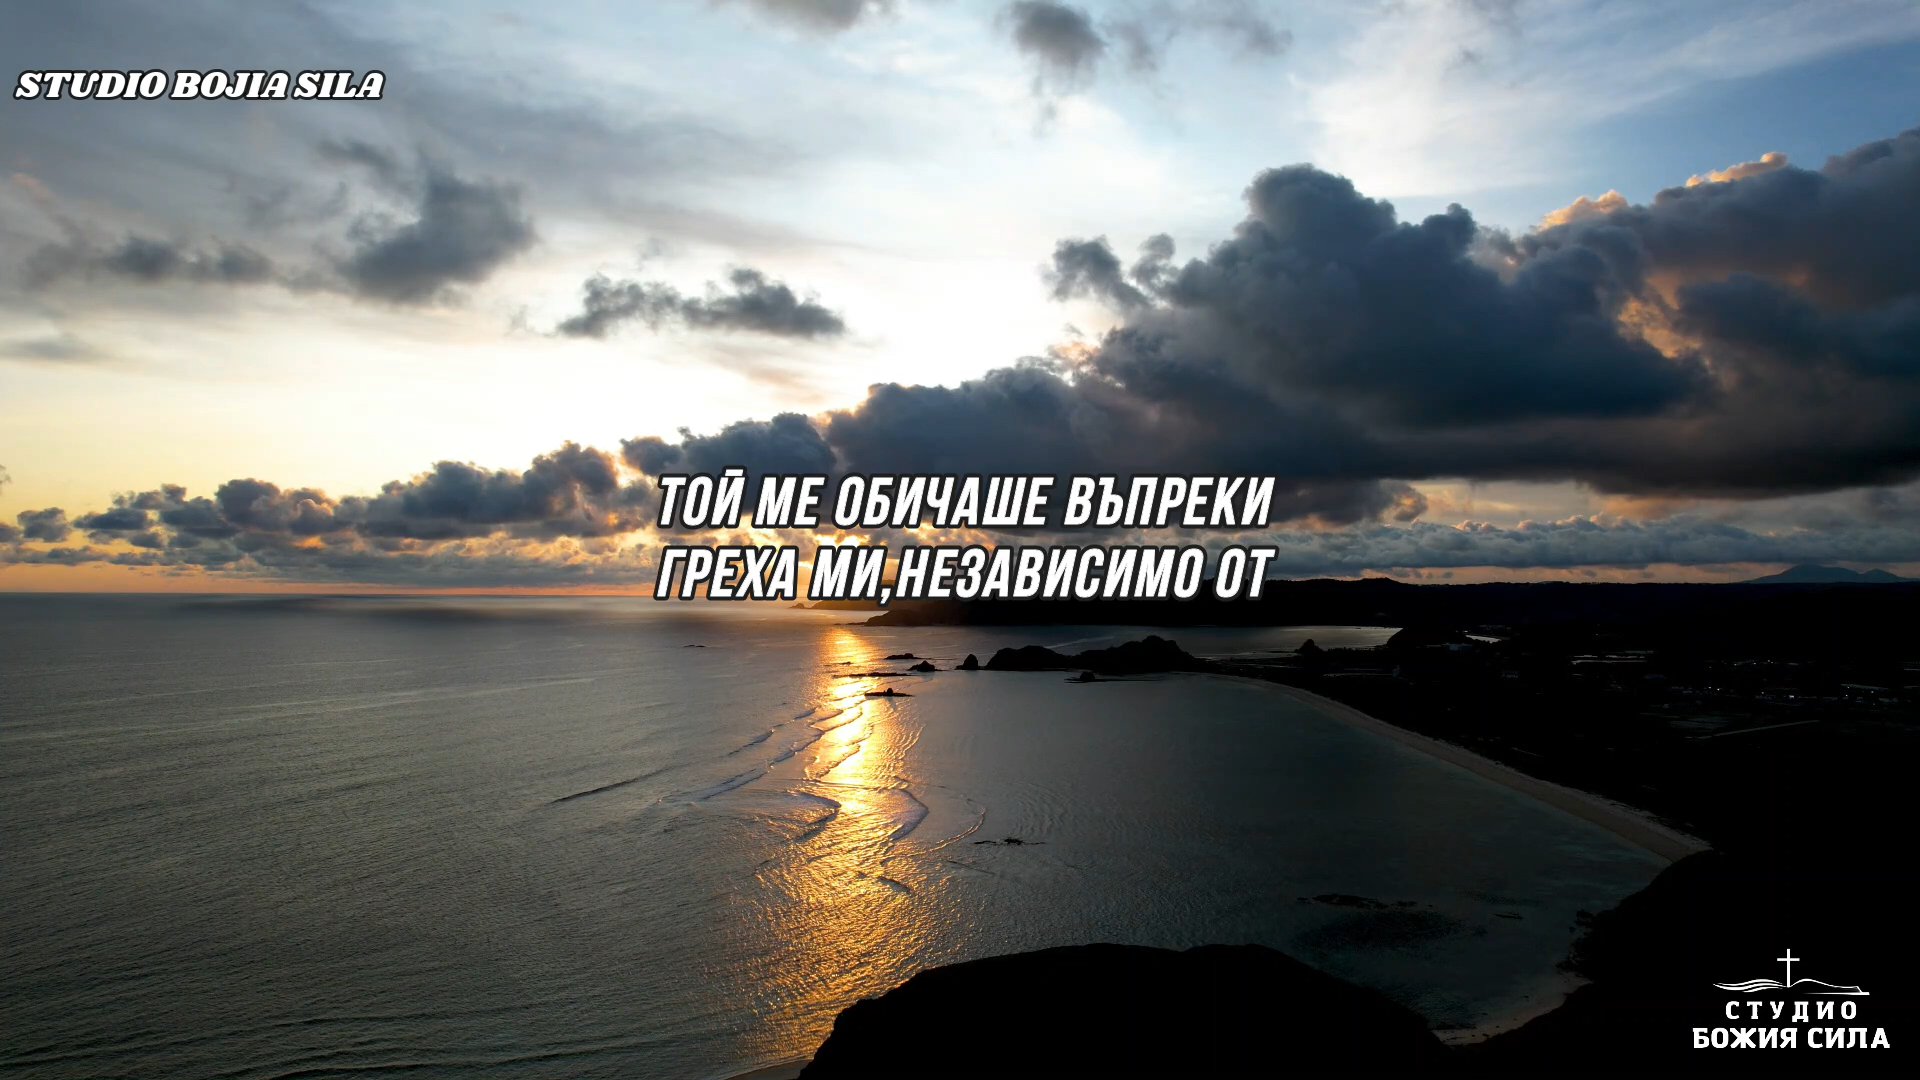 STUDIO BOJIA SILA
ТОЙ МЕ ОБИЧАШЕ ВЪПРЕКИ
ГРЕХА МИ,НЕЗАВИСИМО ОТ
СТУДИО
БОЖИЯ СИЛА